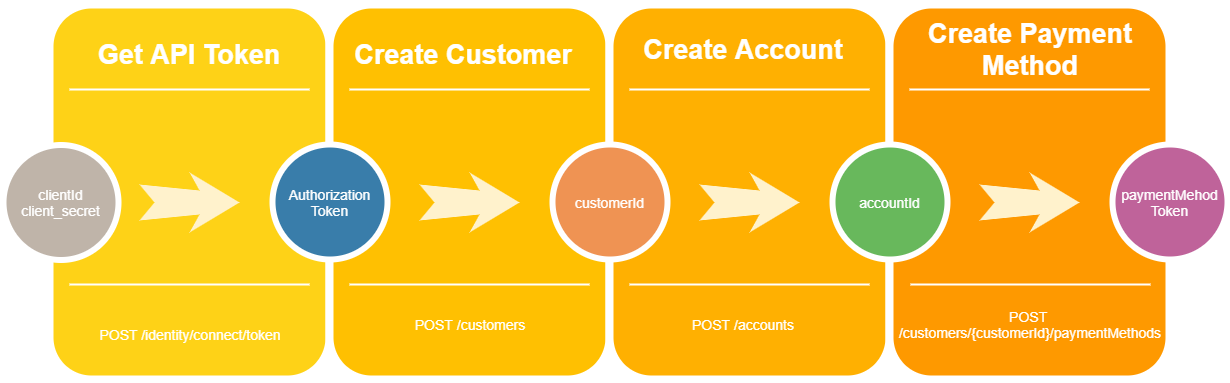 Get API Token
Create Customer
Create Account
Create Payment
Method
clientId
client_secret
Authorization
Token
customerId
accountId
paymentMehod
Token
POST /identity/connect/token
POST /customers
POST /accounts
POST
/customers/{customerId}/paymentMethods